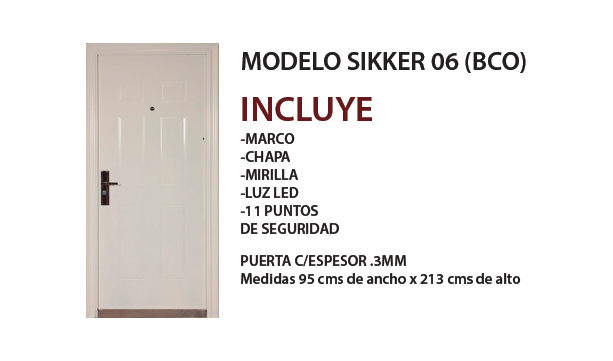 MODELO SIKKER 06 (BCO)
INCLUYE
-MARCO
-CHAPA
-MIRILLA
-LUZ LED
-11 PUNTOS
DE SEGURIDAD
PUERTA C/ESPESOR .3MM
Medidas 95 cms de ancho x 213 cms de alto